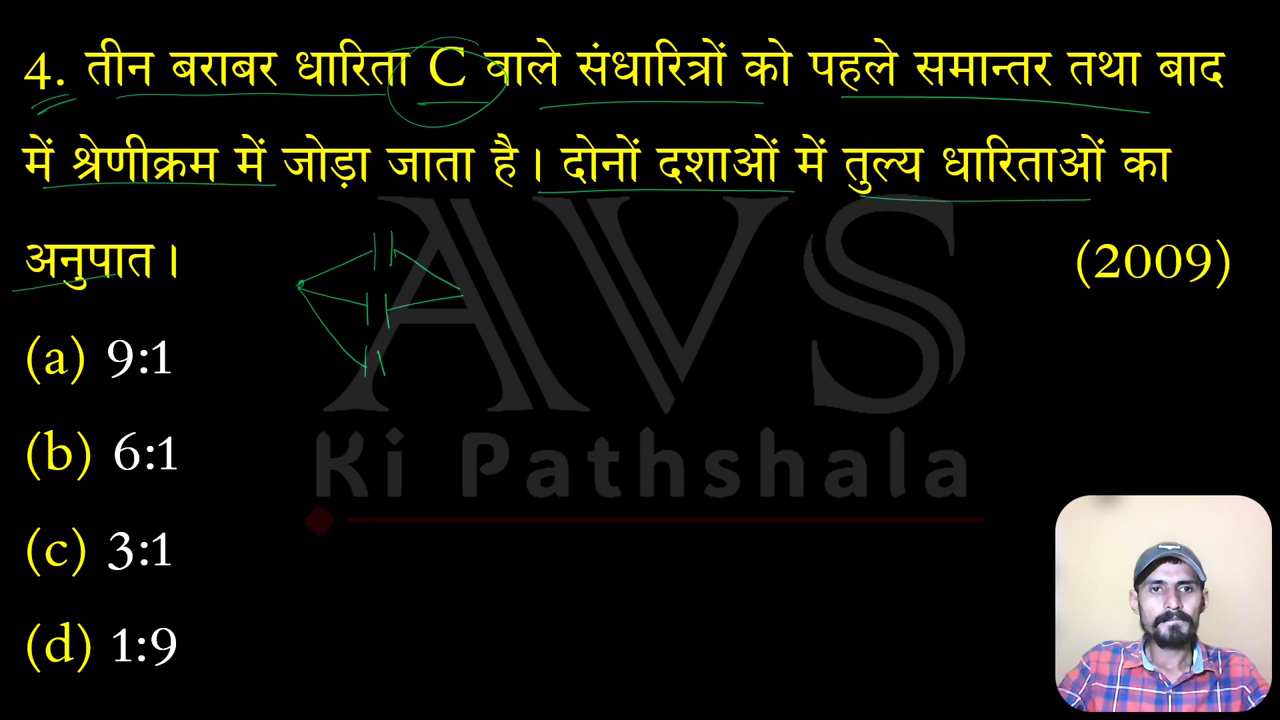 4. तीन बराबर धारिता C वाले संधारित्रों को पहले समान्तर तथा बाद
में श्रेणीक्रम में जोड़ा जाता है। दोनों दशाओं में तुल्य धारिताओं का
अनुपात। (2009)
(a) 9:1
(b) 6:1
(c) 3:1
(d) 1:9
AVS
Ki Pathshala